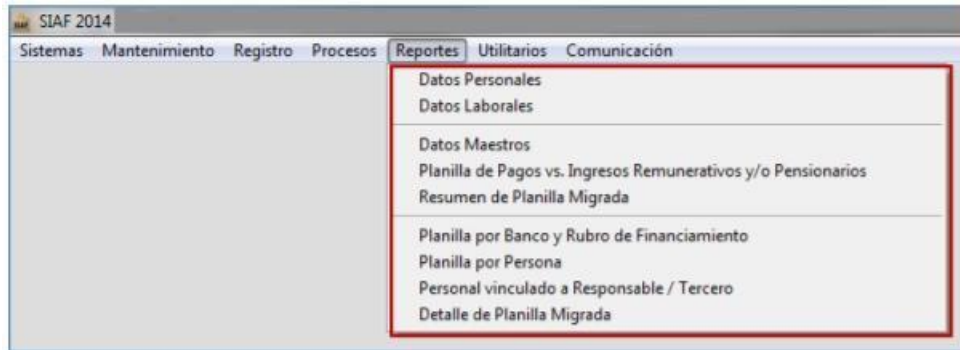 SIAF 2014
Sistemas Mantenimiento Registro Procesos Reportes Utilitarios Comunicación
Datos Personales
Datos Laborales
Datos Maestros
Planilla de Pagos vs. Ingresos Remunerativos y/o Pensionarios
Resumen de Planilla Migrada
Planilla por Banco y Rubro de Financiamiento
Planilla por Persona
Personal vinculado a Responsable / Tercero
Detalle de Planilla Migrada